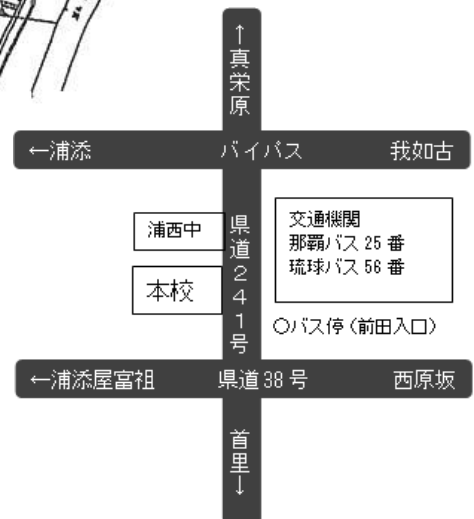 ↑真栄原
←浦添 バイパス 我如古
浦西中
県道241号
交通機関
那覇バス 25 番
琉球バス 56 番
本校
○バス停（前田入口）
←浦添屋富祖 県道38号 西原坂
首里↓